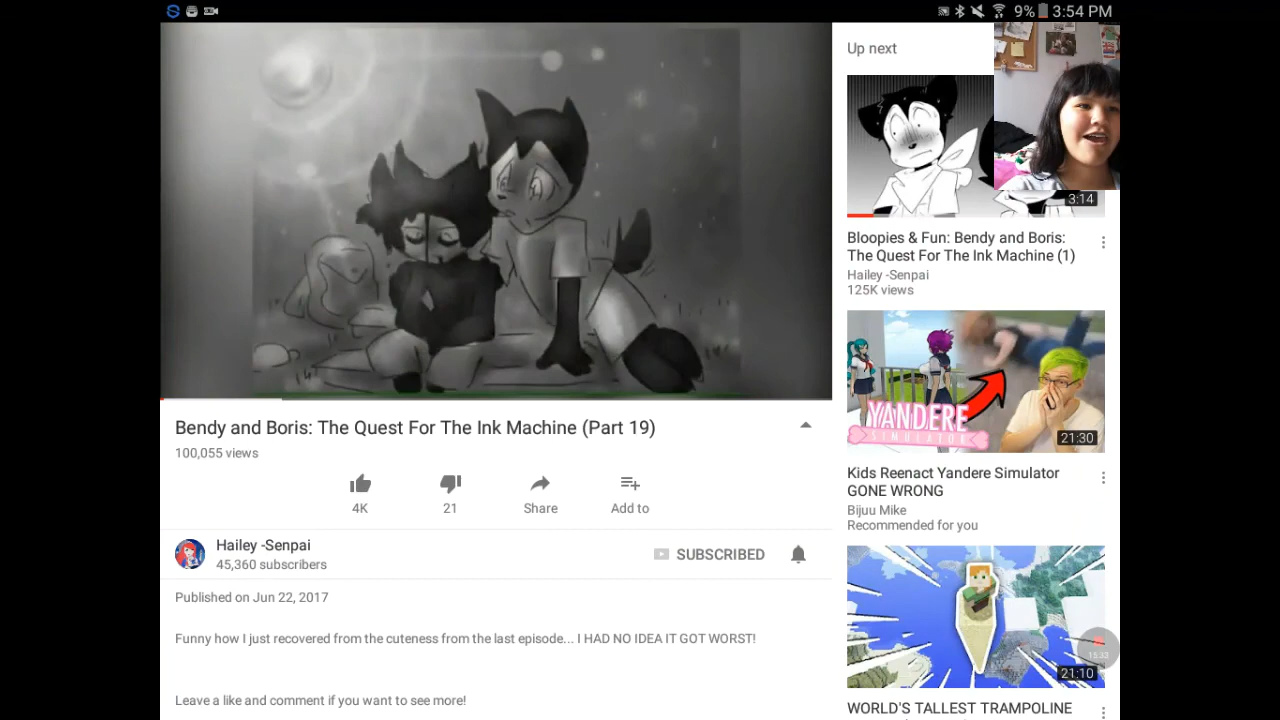 9% 3:54 PM
Up next
3:14
Bloopies & Fun: Bendy and Boris:
The Quest For The Ink Machine (1)
Hailey -Senpai
125K views
YANDERE
SIMULATOR
21:30
Kids Reenact Yandere Simulator
GONE WRONG
Bijuu Mike
Recommended for you
21:10
WORLD'S TALLEST TRAMPOLINE
Bendy and Boris: The Quest For The Ink Machine (Part 19)
100,055 views
4K
21
Share
Add to
Hailey -Senpai
45,360 subscribers
SUBSCRIBED
Published on Jun 22, 2017
Funny how I just recovered from the cuteness from the last episode... I HAD NO IDEA IT GOT WORST!
Leave a like and comment if you want to see more!